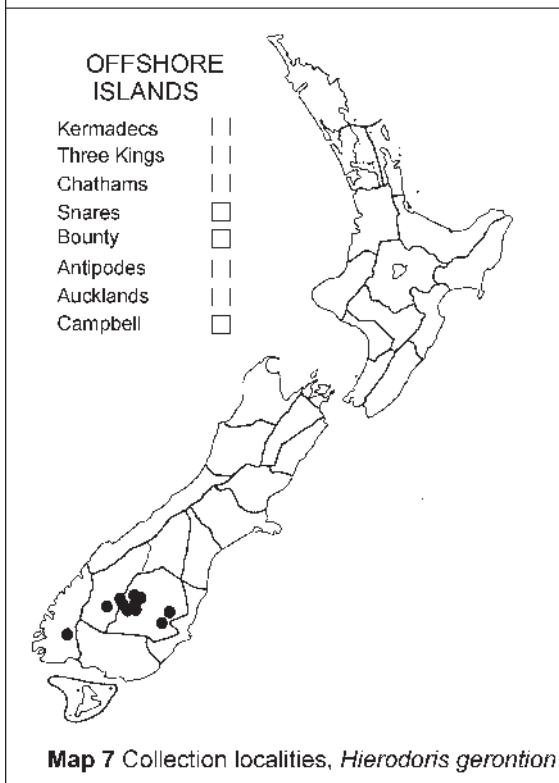 OFFSHORE
ISLANDS
Kermadecs
Three Kings
Chathams
Snares
Bounty
Antipodes
Aucklands
Campbell
Map 7 Collection localities, Hierodoris gerontion